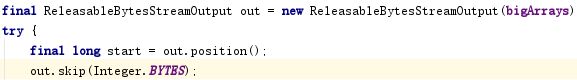 final ReleasableBytesStreamOutput out = new ReleasableBytesStreamOutput(bigArrays)
try {
final long start = out.position();
out.skip(Integer.BYTES);